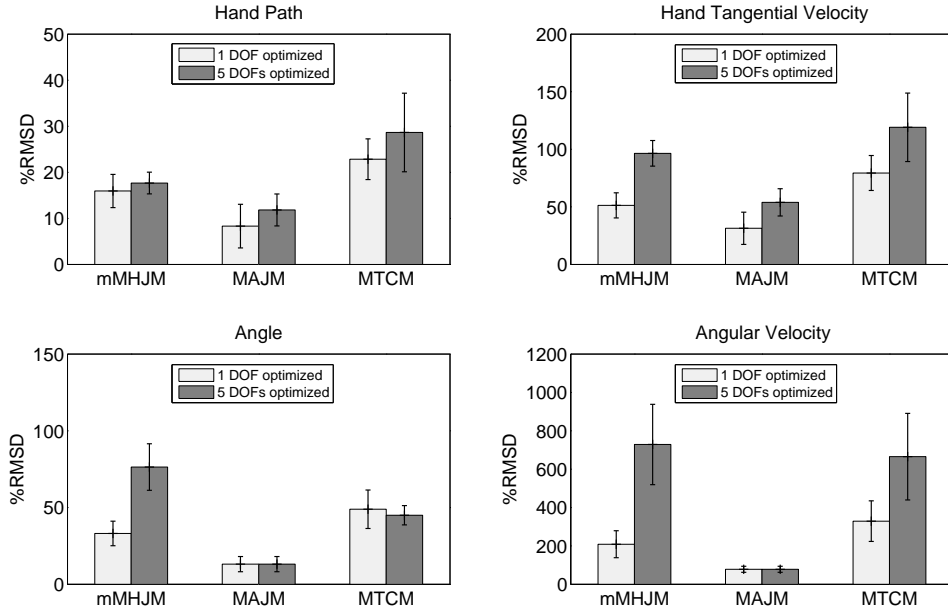 Hand Path
50
40
30
20
10
0
%RMSD
1 DOF optimized
5 DOFs optimized
mMHJM MAJM MTCM
Hand Tangential Velocity
200
150
100
50
0
%RMSD
1 DOF optimized
5 DOFs optimized
mMHJM MAJM MTCM
Angle
150
100
50
0
%RMSD
1 DOF optimized
5 DOFs optimized
mMHJM MAJM MTCM
Angular Velocity
1200
1000
800
600
400
200
0
%RMSD
1 DOF optimized
5 DOFs optimized
mMHJM MAJM MTCM